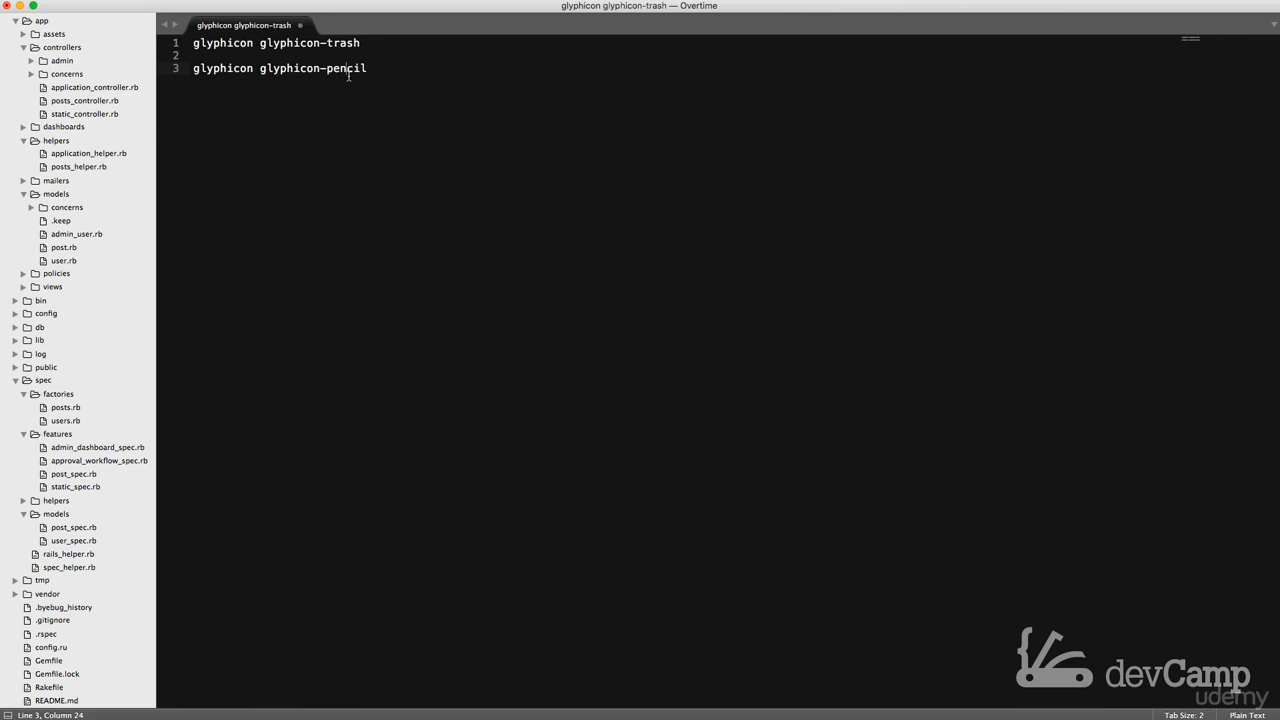 glyphicon glyphicon-trash — Overtime
app
assets
controllers
admin
concerns
application_controller.rb
posts_controller.rb
static_controller.rb
dashboards
helpers
application_helper.rb
posts_helper.rb
mailers
models
concerns
.keep
admin_user.rb
post.rb
user.rb
policies
views
bin
config
db
lib
log
public
spec
factories
posts.rb
users.rb
features
admin_dashboard_spec.rb
approval_workflow_spec.rb
post_spec.rb
static_spec.rb
helpers
models
post_spec.rb
user_spec.rb
rails_helper.rb
spec_helper.rb
tmp
vendor
.byebug_history
.gitignore
.rspec
config.ru
Gemfile
Gemfile.lock
Rakefile
README.md
glyphicon glyphicon-trash
1 glyphicon glyphicon-trash
2
3 glyphicon glyphicon-pencil
devCamp
udemy
Line 3, Column 24
Tab Size: 2
Plain Text